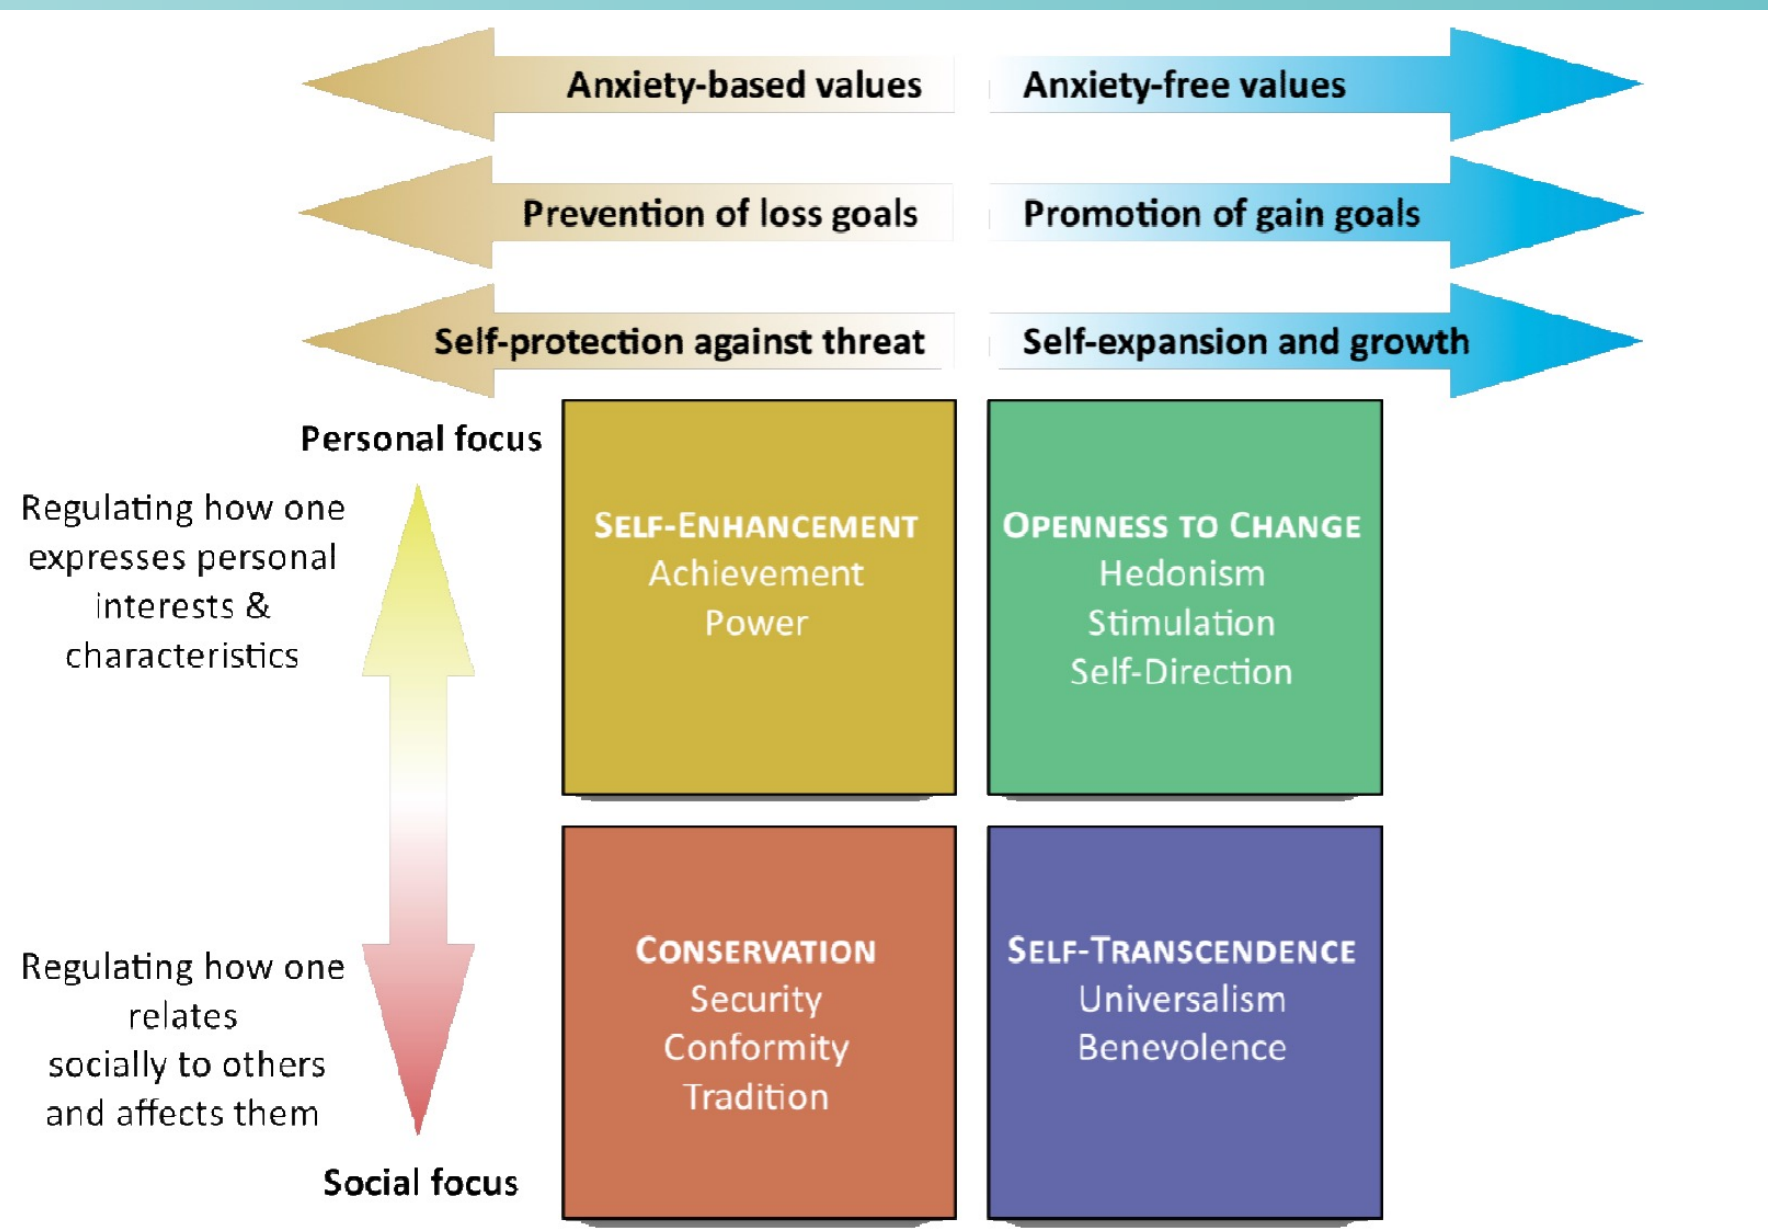 Anxiety-based values
Anxiety-free values
Prevention of loss goals
Promotion of gain goals
Self-protection against threat
Self-expansion and growth
Personal focus
Regulating how one
expresses personal
interests &
characteristics
SELF-ENHANCEMENT
Achievement
Power
OPENNESS TO CHANGE
Hedonism
Stimulation
Self-Direction
Regulating how one
relates
socially to others
and affects them
Social focus
CONSERVATION
Security
Conformity
Tradition
SELF-TRANSCENDENCE
Universalism
Benevolence